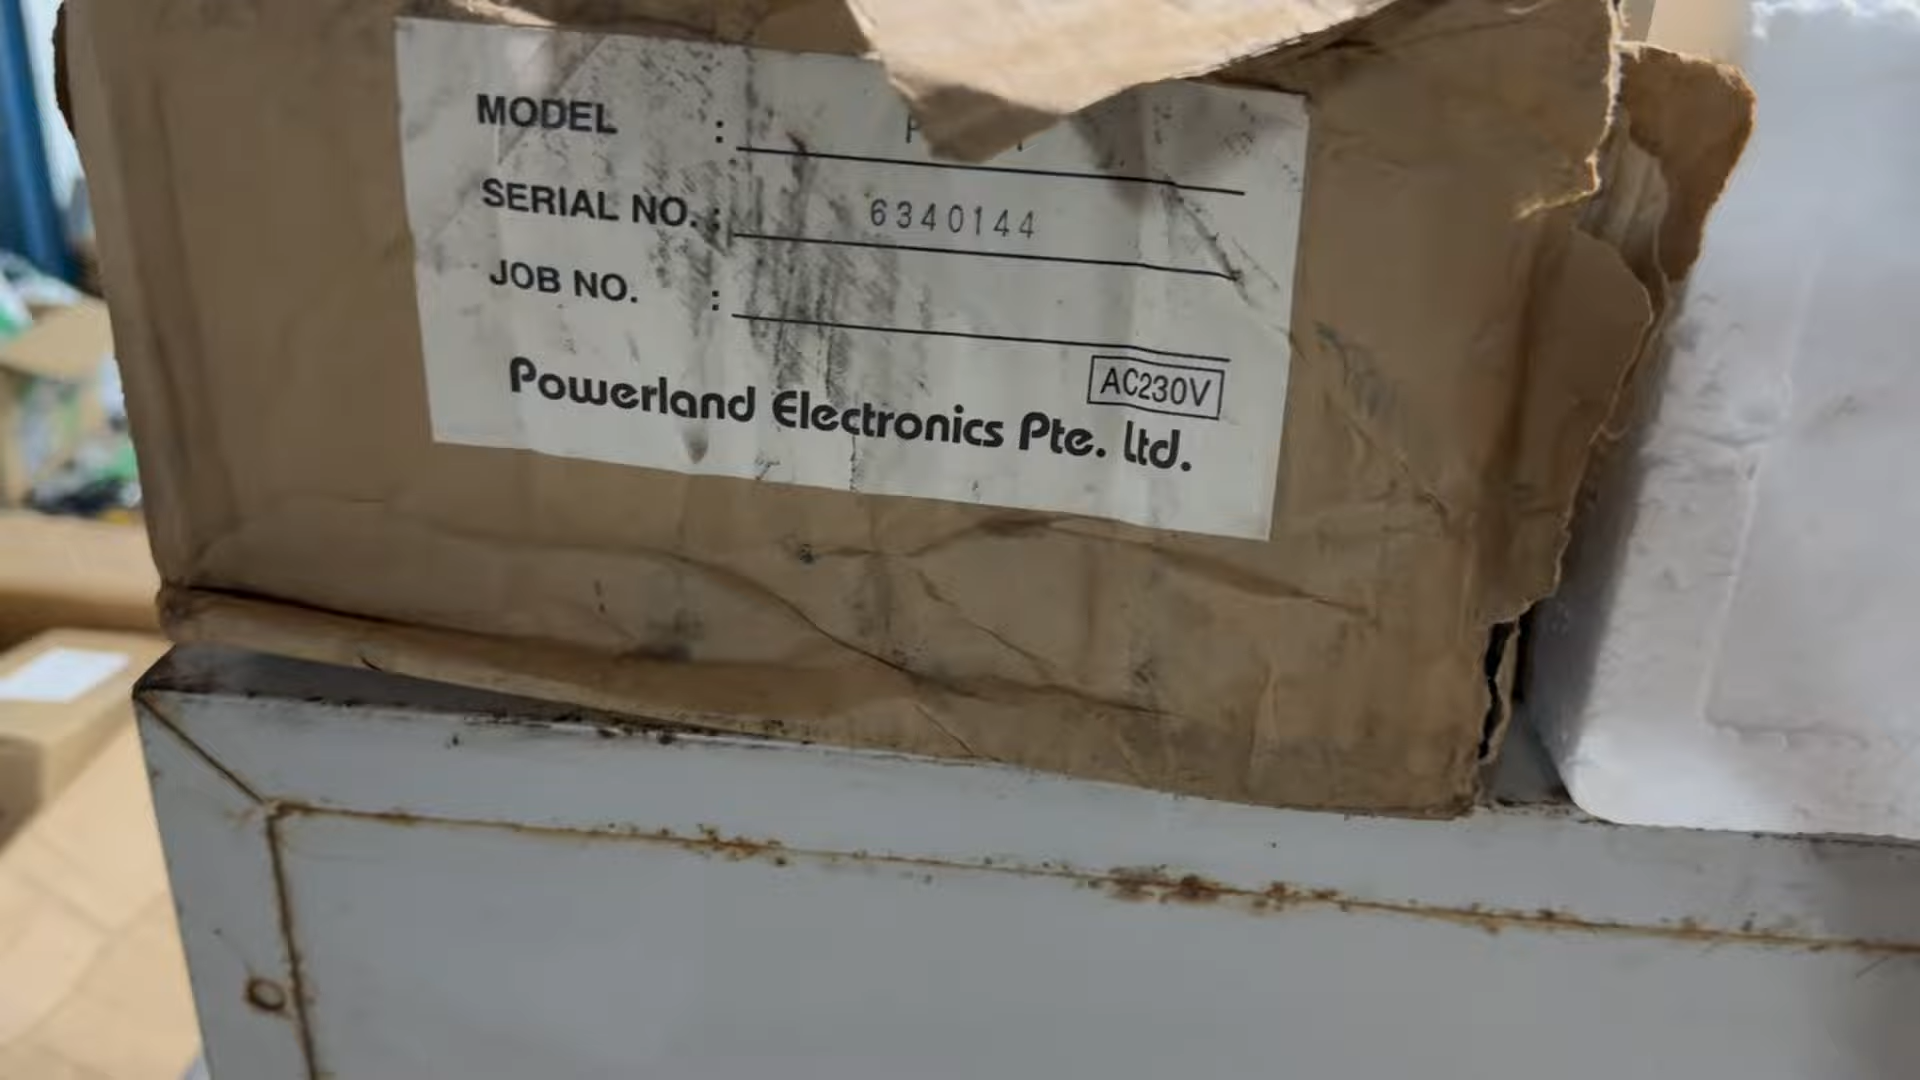 MODEL :
SERIAL NO. : 6340144
JOB NO. :
AC230V
Powerland Electronics Pte. Ltd.